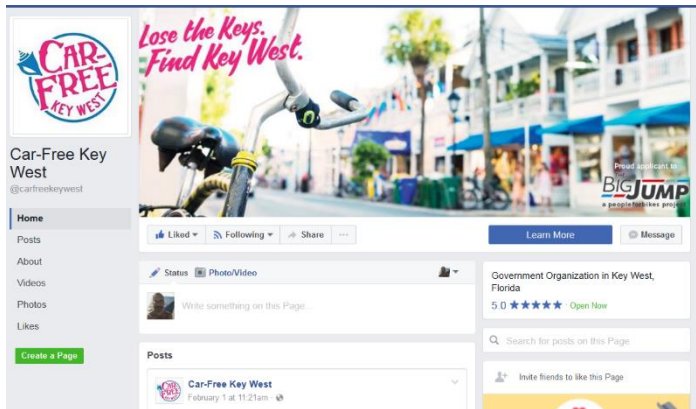 CAR-
FREE
KEY WEST
Car-Free Key
West
@carfreekeywest
Home
Posts
About
Videos
Photos
Likes
Create a Page
Lose the Keys.
Find Key West.
Proud applicant to
BIG JUMP
a peopleforbikes project
Liked
Following
Share
Learn More
Message
Status
Photo/Video
Write something on this Page...
Posts
Car-Free Key West
February 1 at 11:21am
Government Organization in Key West,
Florida
5.0 ★★★★★ · Open Now
Search for posts on this Page
Invite friends to like this Page